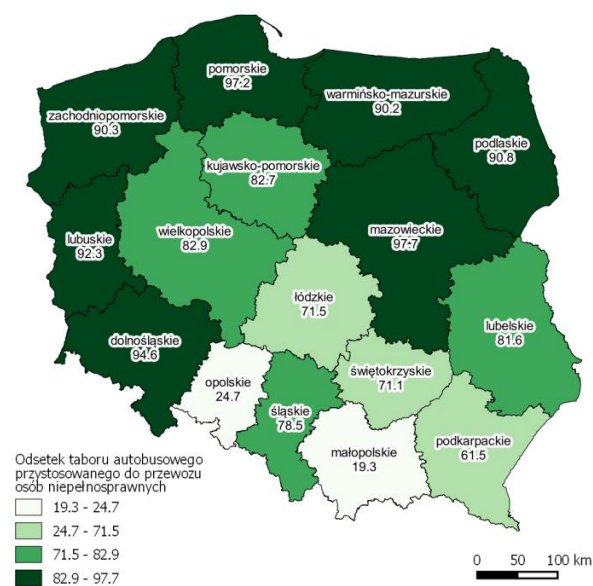 pomorskie
97.2
warmińsko-mazurskie
90.2
zachodniopomorskie
90.3
podlaskie
90.8
kujawsko-pomorskie
82.7
wielkopolskie
82.9
mazowieckie
97.7
lubuskie
92.3
łódzkie
71.5
lubelskie
81.6
dolnośląskie
94.6
świętokrzyskie
71.1
opolskie
24.7
śląskie
78.5
podkarpackie
61.5
małopolskie
19.3
Odsetek taboru autobusowego
przystosowanego do przewozu
osób niepełnosprawnych
19.3 - 24.7
24.7 - 71.5
71.5 - 82.9
82.9 - 97.7
0 50 100 km